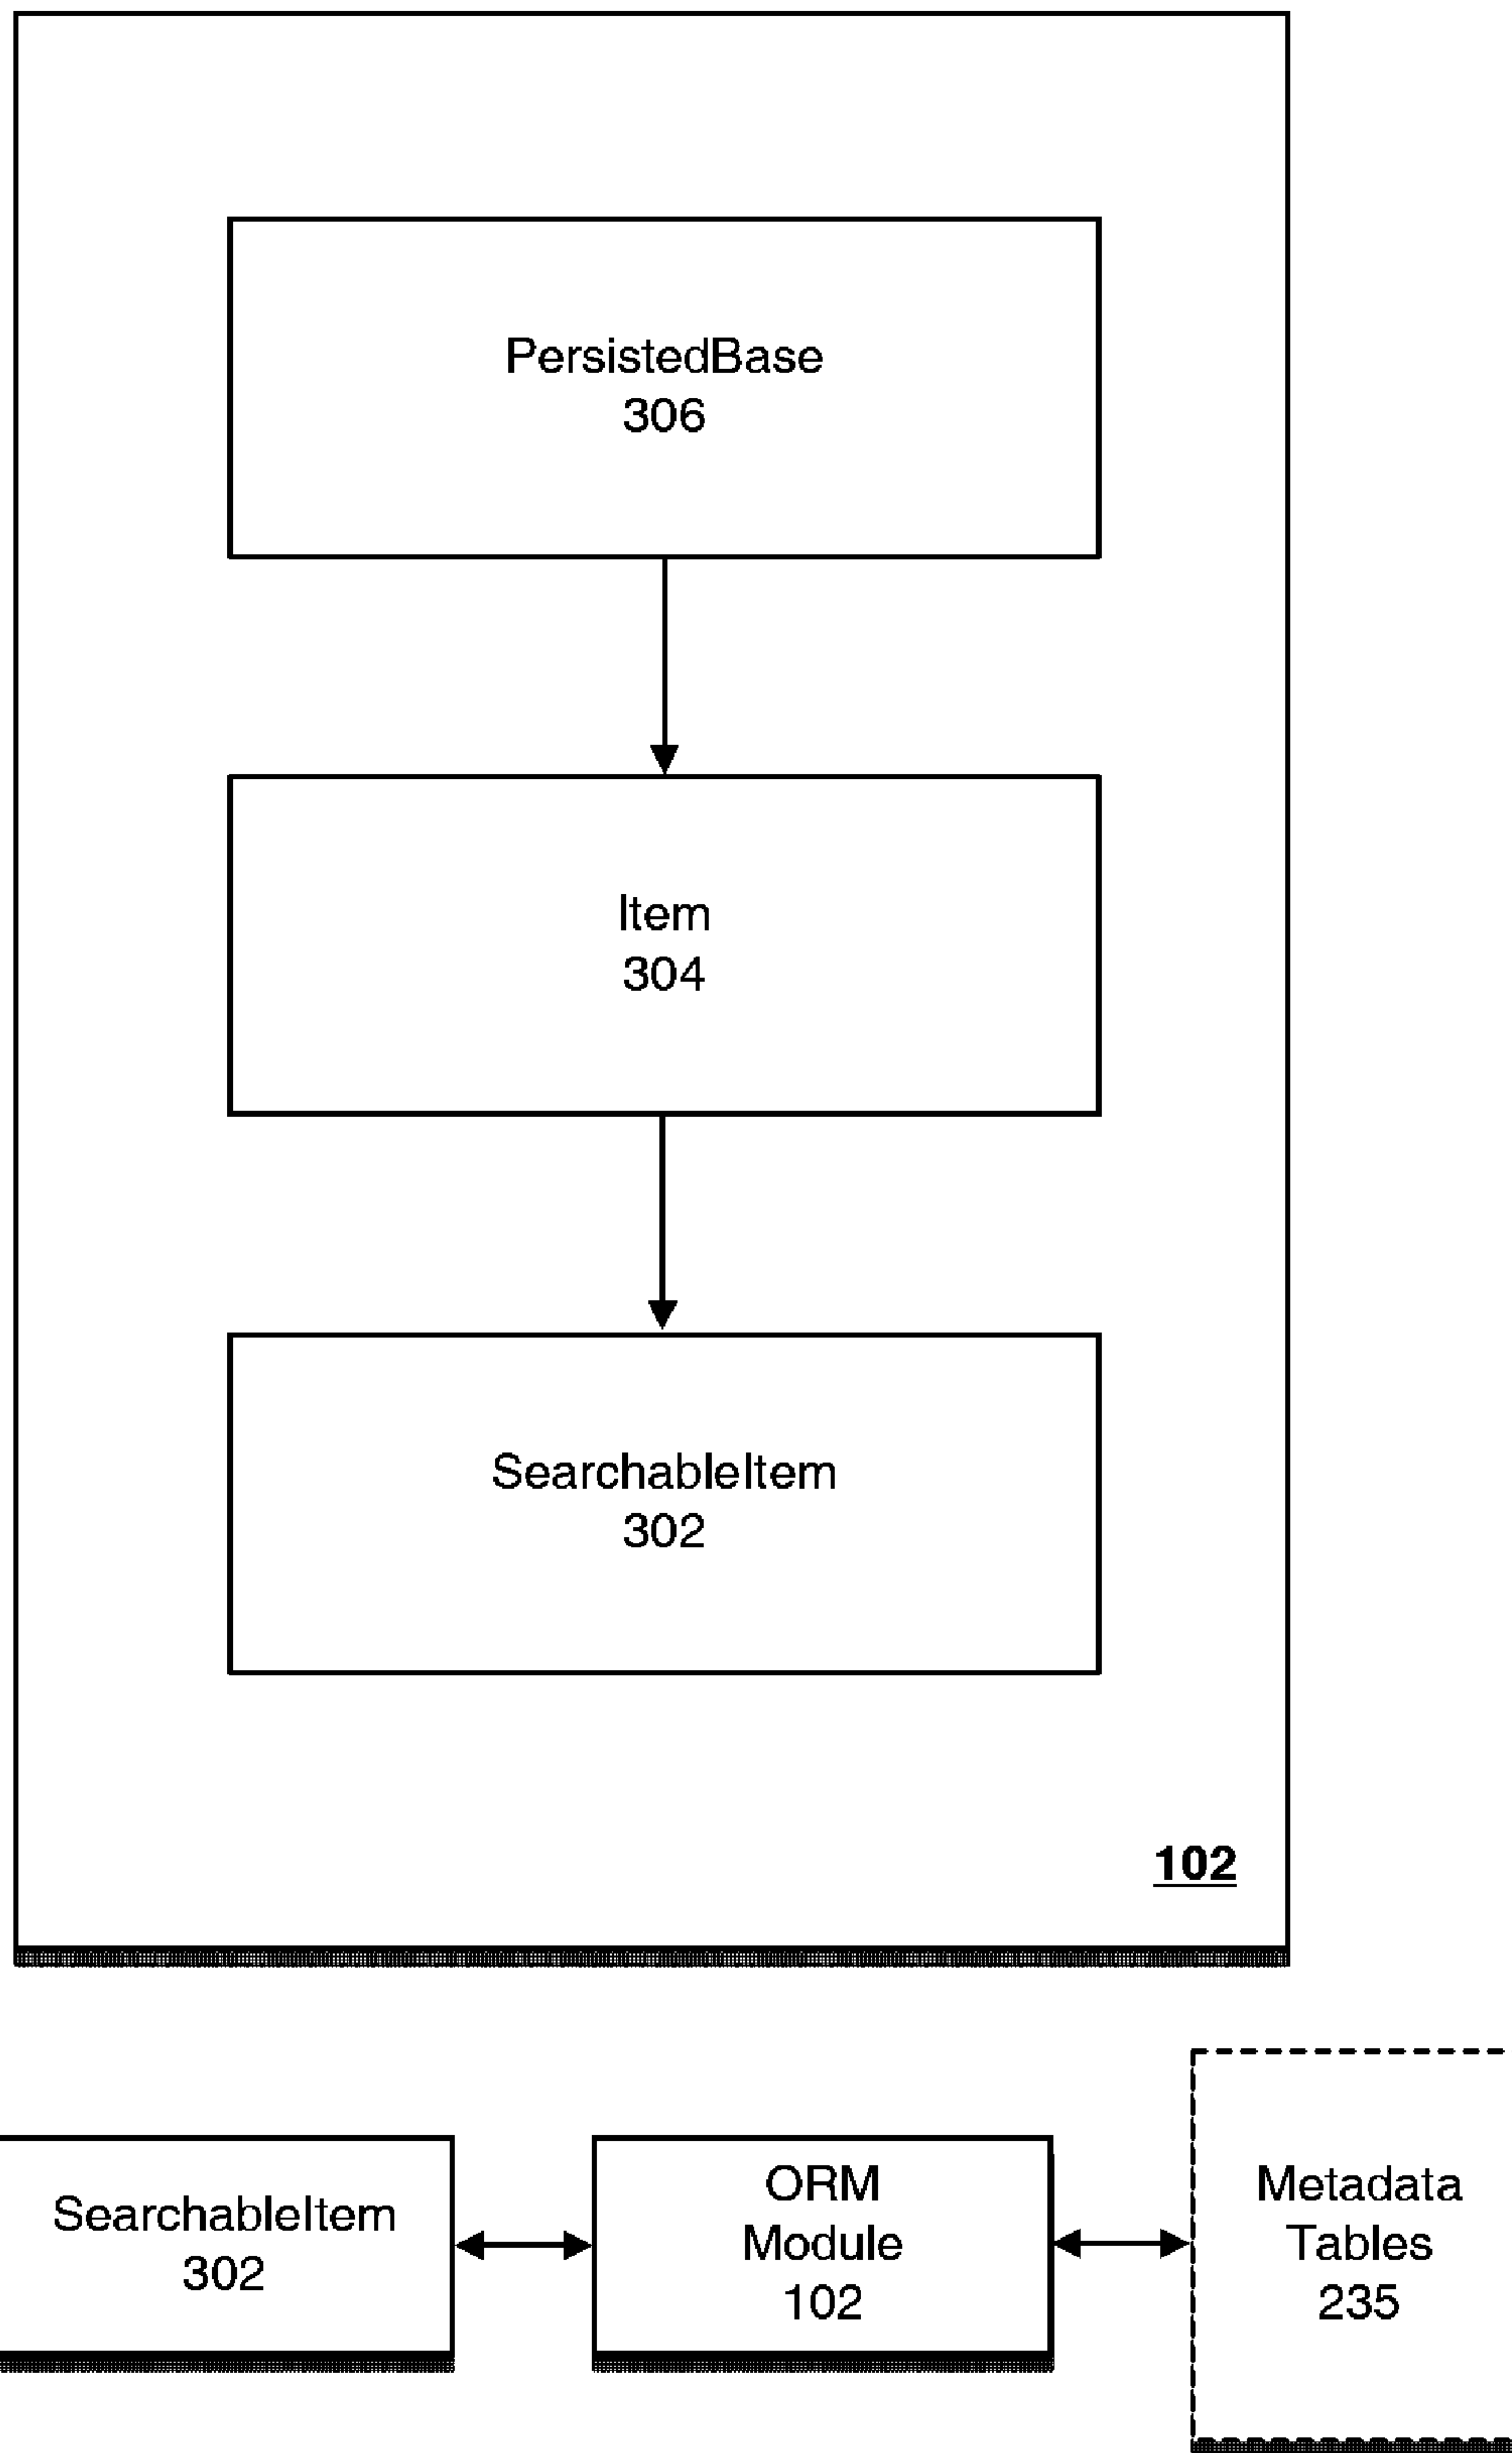 PersistedBase
306
Item
304
SearchableItem
302
102
SearchableItem
302
ORM
Module
102
Metadata
Tables
235